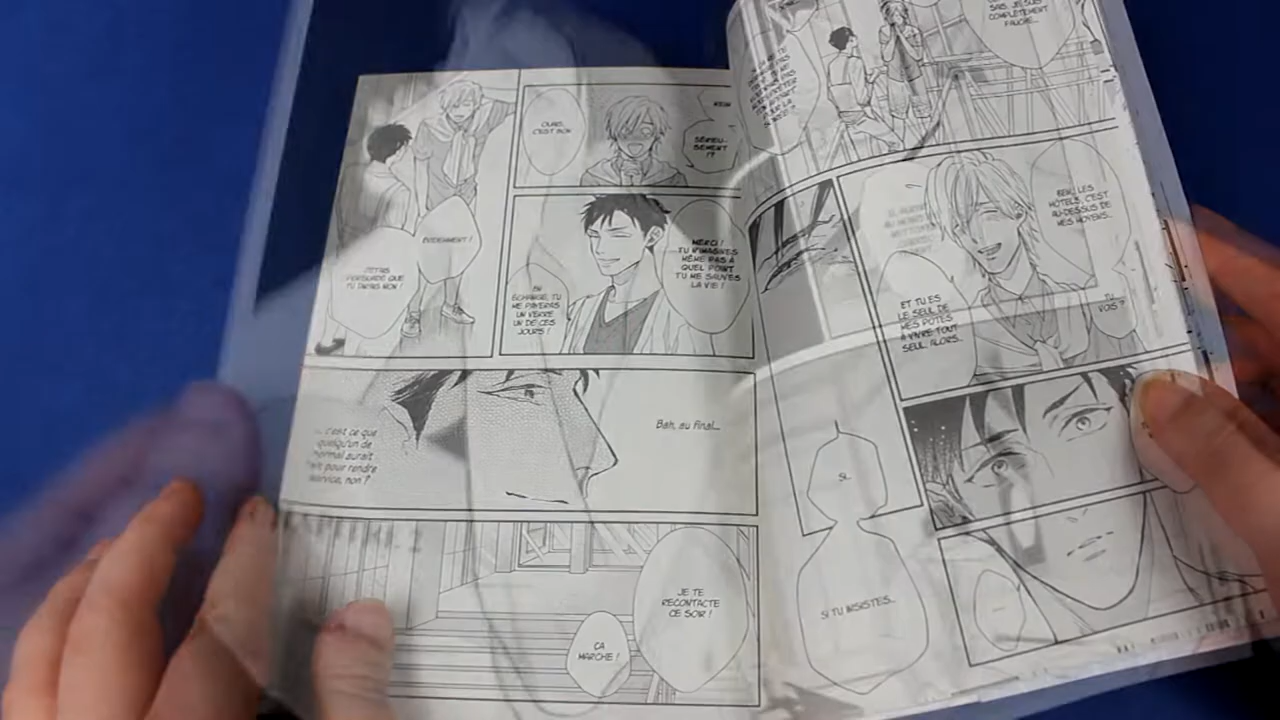 SAIS, JE SUIS
COMPLÈTEMENT
FAUCHÉ...
BEN, LES
HÔTELS, C'EST
AU-DESSUS DE
MES MOYENS...
TU
VOIS ?
ET TU ES
LE SEUL DE
MES POTES
À VIVRE TOUT
SEUL, ALORS...
SI...
SI TU INSISTES...
HEIN
SÉRIEU-
SEMENT
!?
OUAIS,
C'EST BON
ÉVIDEMMENT !
J'ÉTAIS
PERSUADÉ QUE
TU DIRAIS NON !
MERCI !
TU N'IMAGINES
MÊME PAS À
QUEL POINT
TU ME SAUVES
LA VIE !
EN
ÉCHANGE, TU
ME PAYERAS
UN VERRE
UN DE CES
JOURS !
Bah, au final...
... c'est ce que
quelqu'un de
normal aurait
fait pour rendre
service, non ?
JE TE
RECONTACTE
CE SOIR !
ÇA
MARCHE !